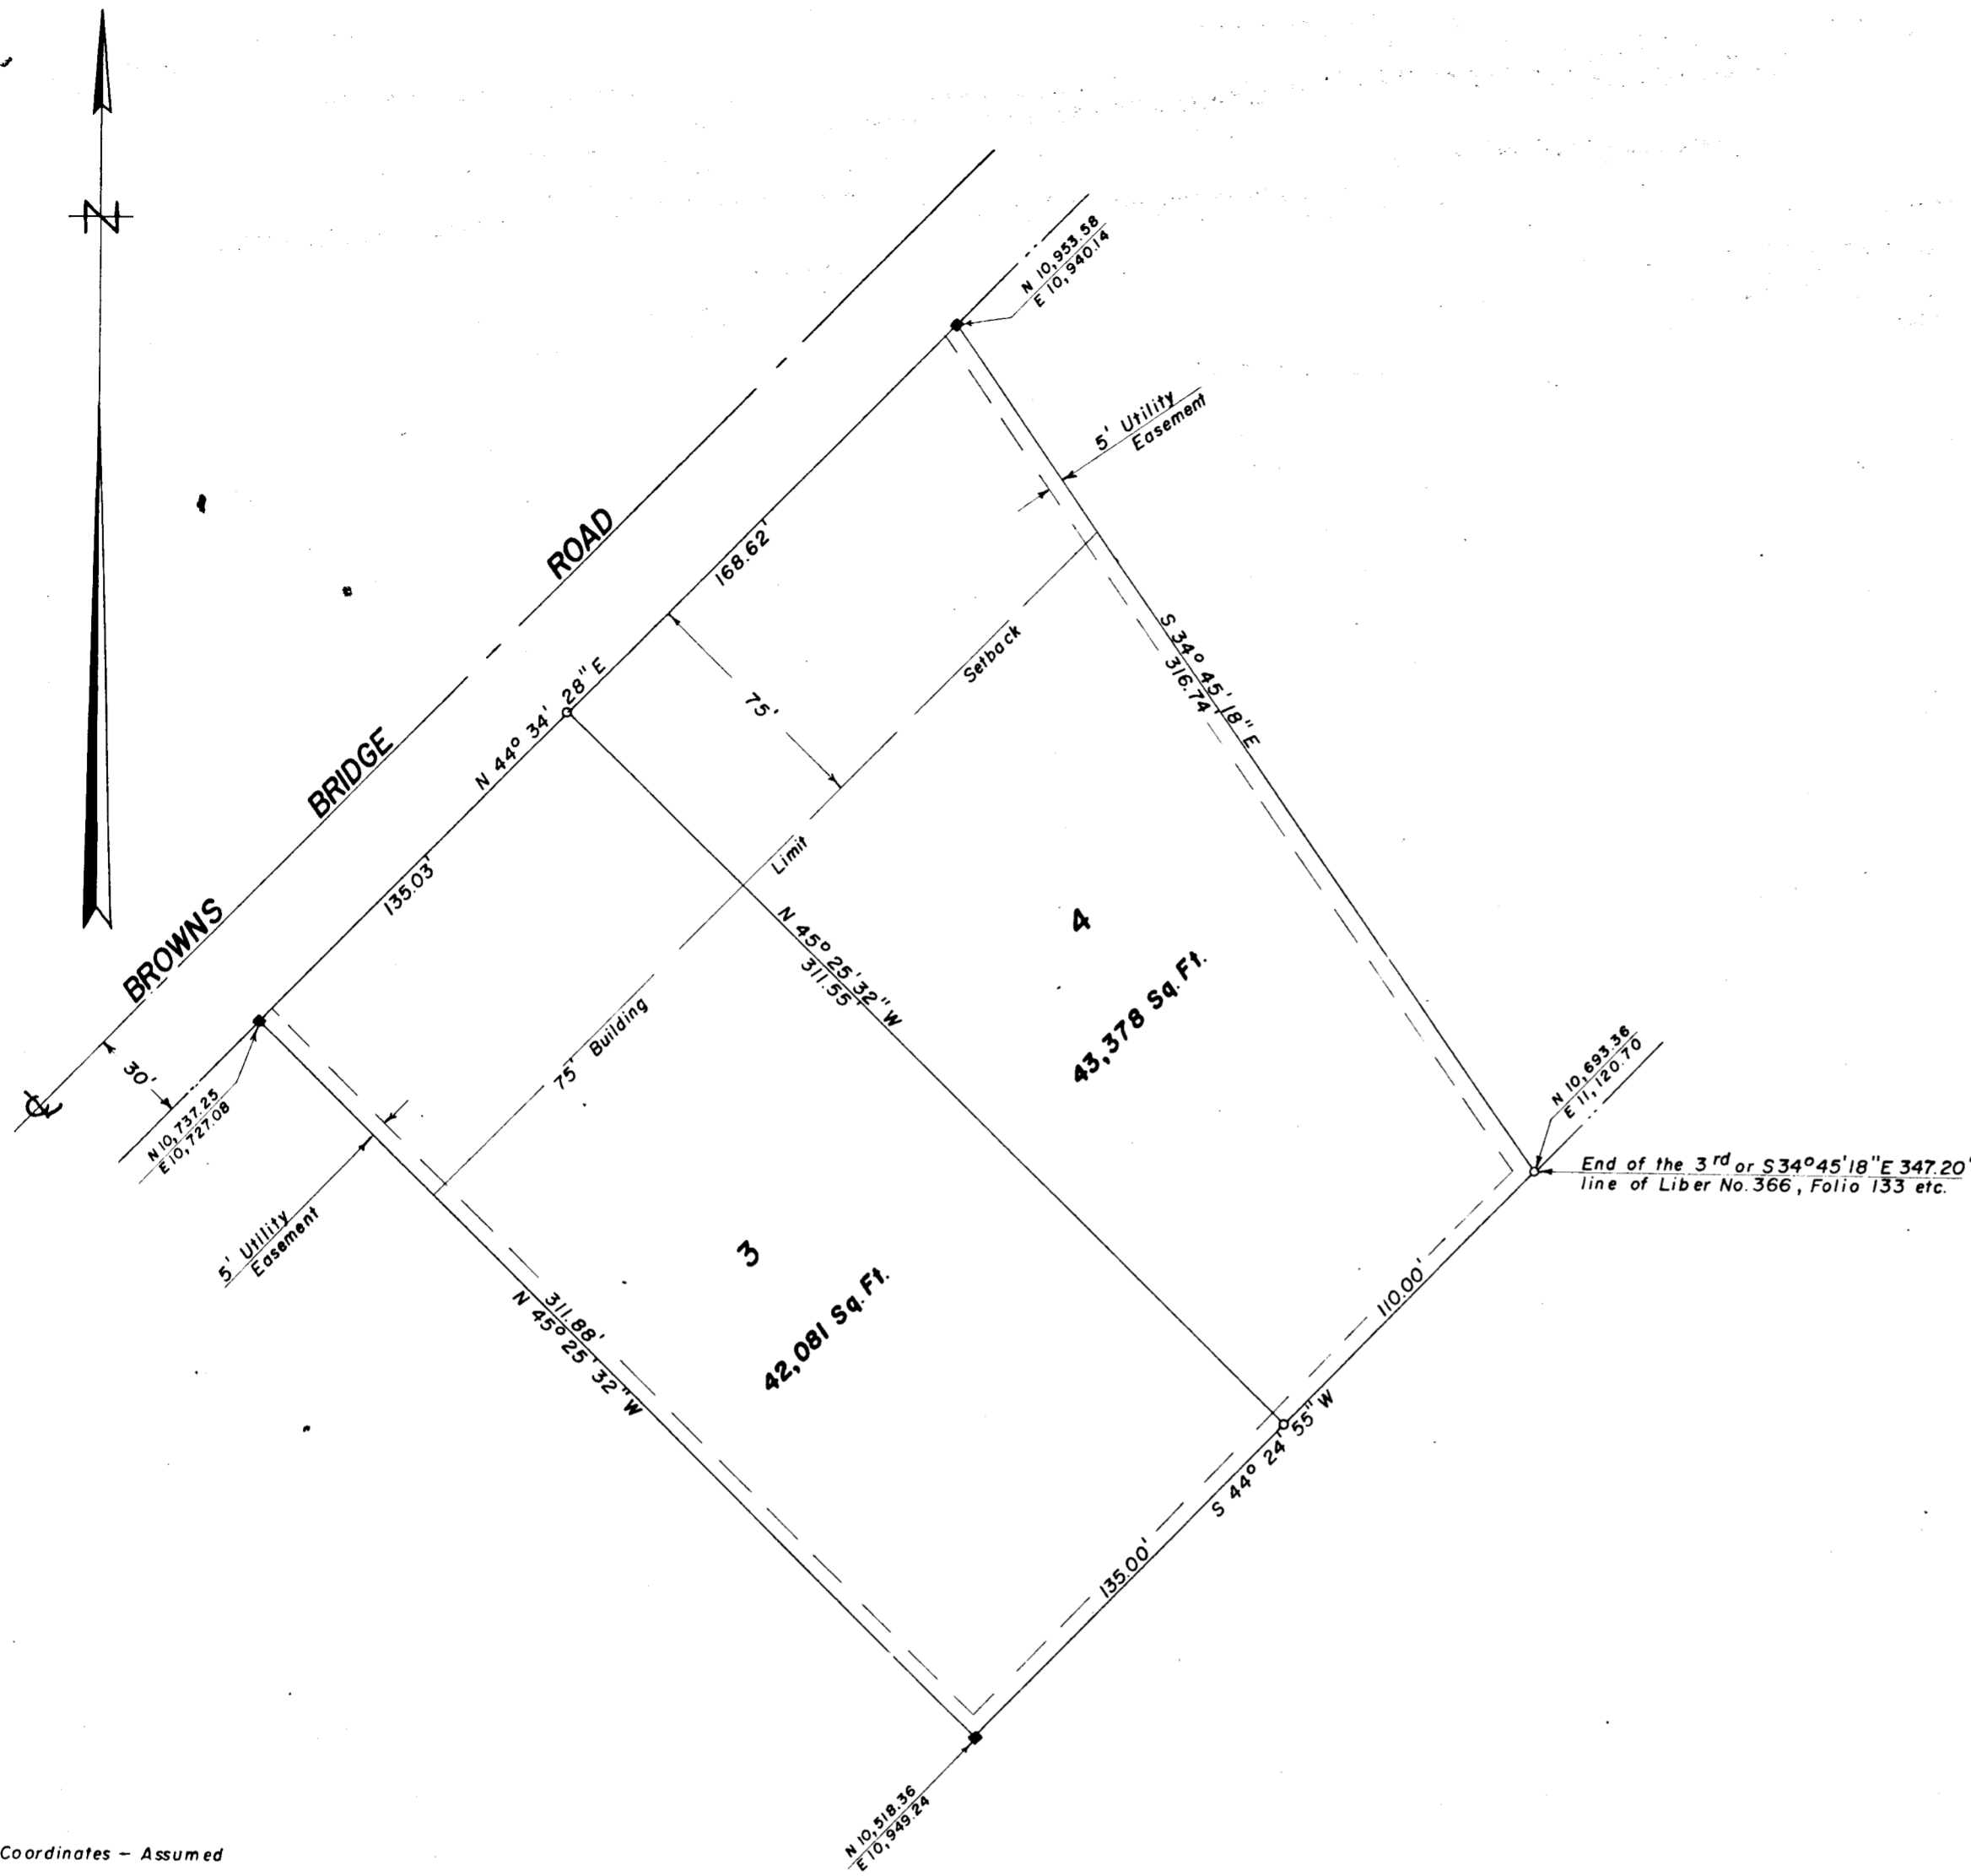 N
N 10,953.58
E 10,940.14
5' Utility
Easement
ROAD
168.62'
Setback
S 34° 45' 18" E
316.74'
N 44° 34' 28" E
75'
BRIDGE
Limit
135.03'
4
43,378 Sq. Ft.
N 45° 25' 32" W
311.55'
BROWNS
75' Building
30'
N 10,737.25
E 10,727.08
N 10,693.36
E 11,120.70
End of the 3rd or S34°45'18"E 347.20'
line of Liber No. 366, Folio 133 etc.
5' Utility
Easement
3
42,081 Sq. Ft.
110.00'
311.88'
N 45° 25' 32" W
S 44° 24' 55" W
135.00'
N 10,518.36
E 10,949.24
Coordinates – Assumed